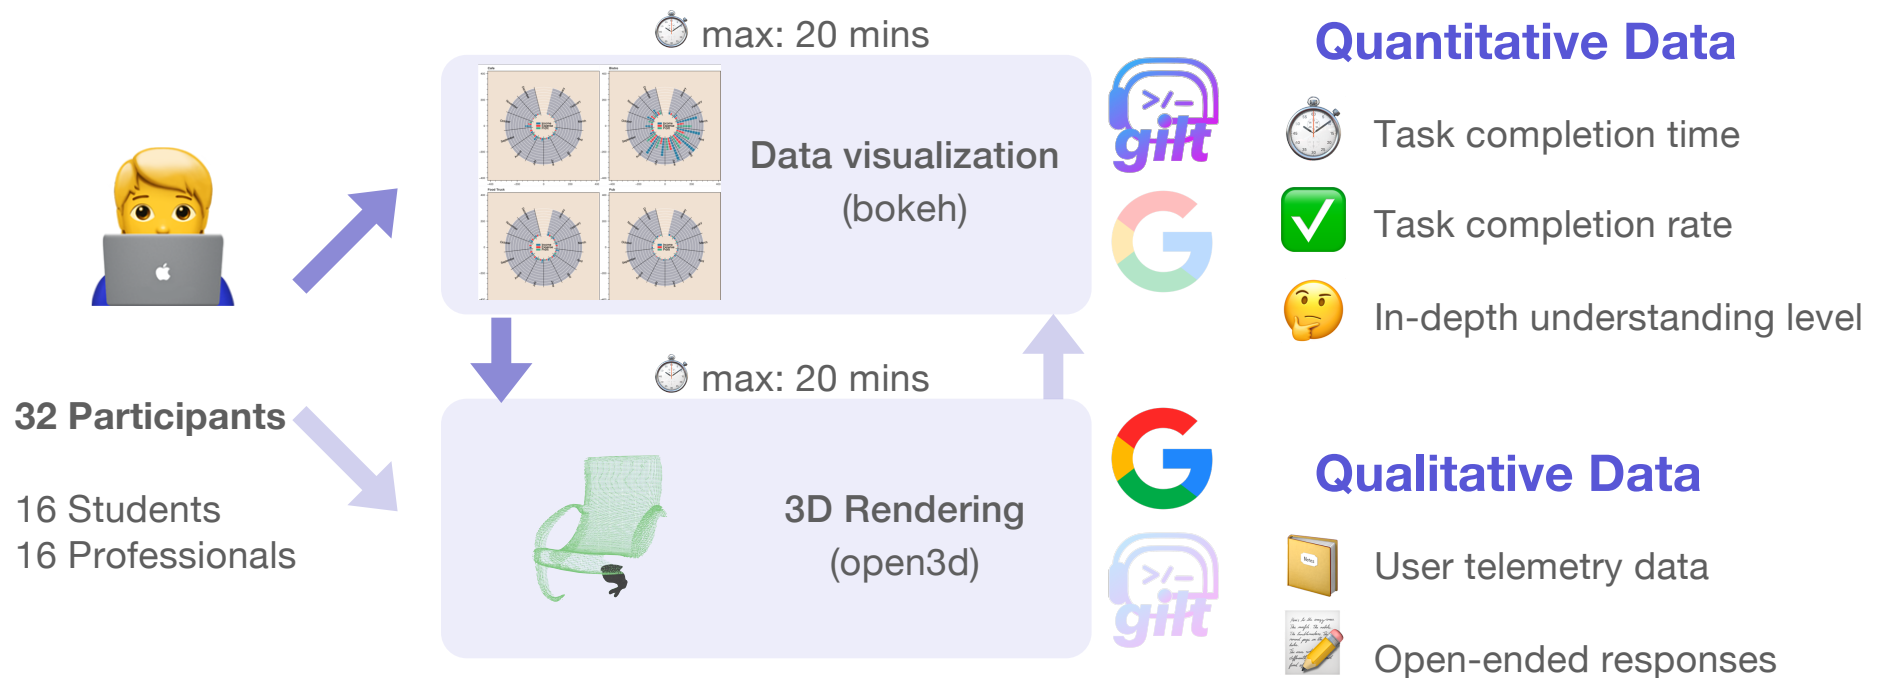 max: 20 mins
Data visualization
(bokeh)
>/–
gilt
max: 20 mins
32 Participants
16 Students
16 Professionals
3D Rendering
(open3d)
>/–
gilt
Quantitative Data
Task completion time
Task completion rate
In-depth understanding level
Qualitative Data
Notes
User telemetry data
Open-ended responses